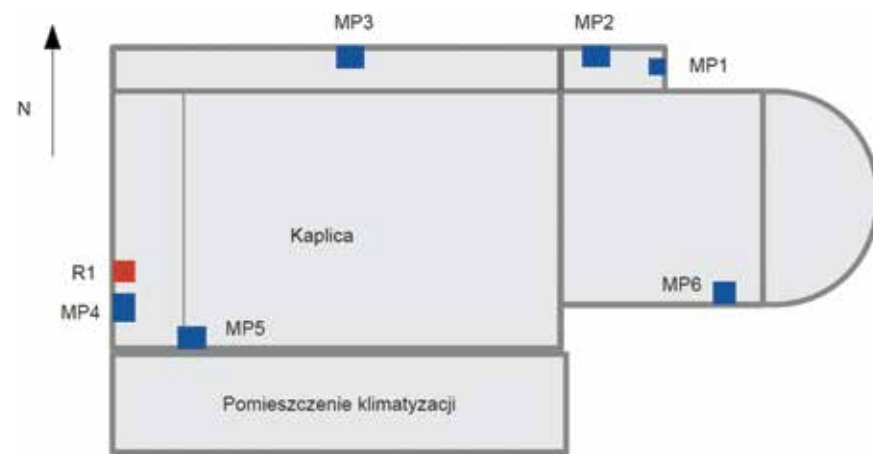 MP3
MP2
MP1
N
Kaplica
R1
MP4
MP5
MP6
Pomieszczenie klimatyzacji